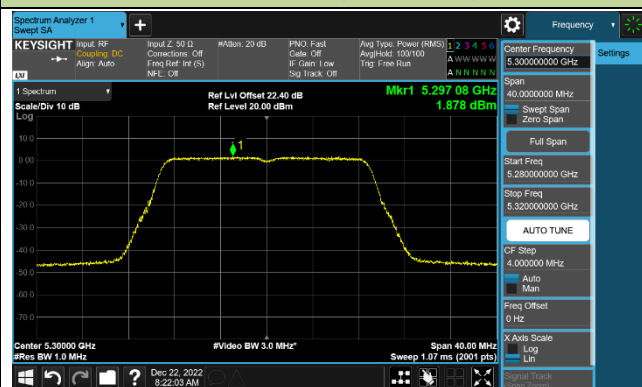 Spectrum Analyzer 1
Swept SA
Frequency
KEYSIGHT
Input: RF
Coupling: DC
Align: Auto
Input Z: 50 Ω
Corrections: Off
Freq Ref: Int (S)
NFE: Off
#Atten: 20 dB
PNO: Fast
Gate: Off
IF Gain: Low
Sig Track: Off
Avg Type: Power (RMS)
Avg|Hold: 100/100
Trig: Free Run
1 2 3 4 5 6
A W W W W W
A N N N N N
LXI
1 Spectrum
Scale/Div 10 dB
Log
Ref Lvl Offset 22.40 dB
Ref Level 20.00 dBm
Mkr1 5.297 08 GHz
1.878 dBm
1
10.0
0.00
-10.0
-20.0
-30.0
-40.0
-50.0
-60.0
-70.0
Center 5.30000 GHz
#Res BW 1.0 MHz
#Video BW 3.0 MHz*
Span 40.00 MHz
Sweep 1.07 ms (2001 pts)
Dec 22, 2022
8:22:03 AM
Center Frequency
5.300000000 GHz
Settings
Span
40.0000000 MHz
Swept Span
Zero Span
Full Span
Start Freq
5.280000000 GHz
Stop Freq
5.320000000 GHz
AUTO TUNE
CF Step
4.000000 MHz
Auto
Man
Freq Offset
0 Hz
X Axis Scale
Log
Lin
Signal Track
(Span Zoom)